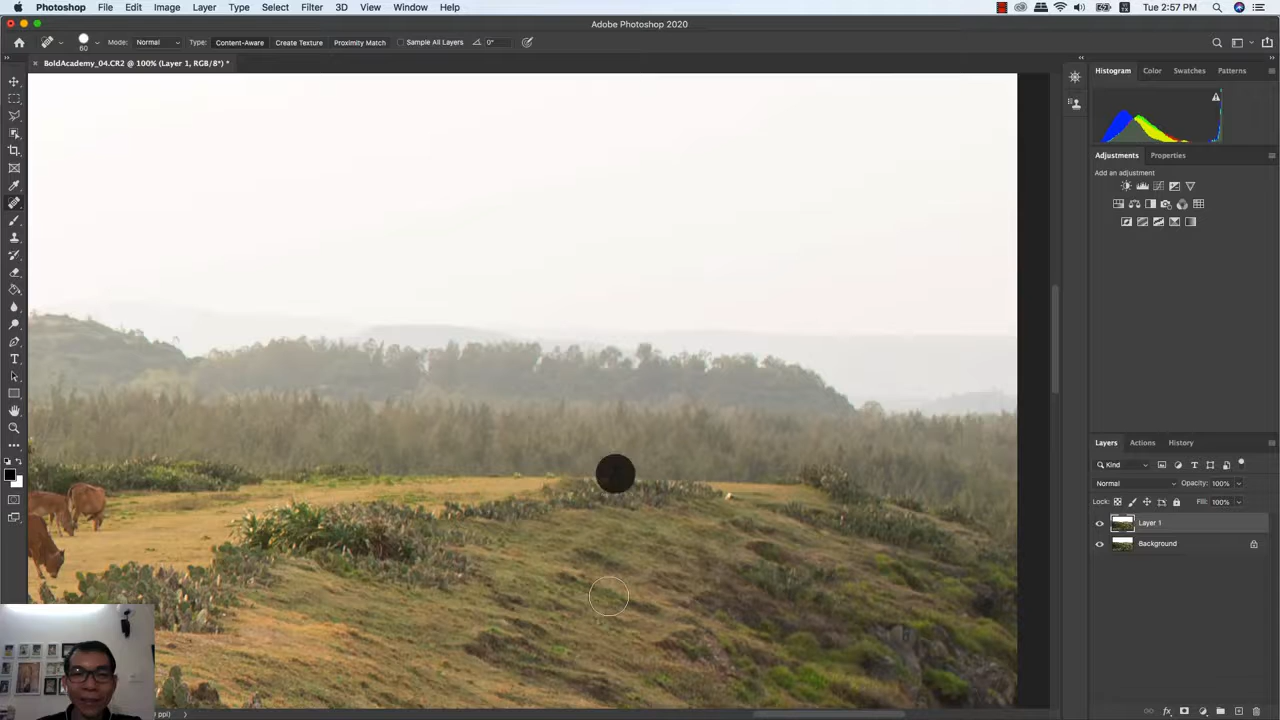 Photoshop File Edit Image Layer Type Select Filter 3D View Window Help Tue 2:57 PM
Adobe Photoshop 2020
60 Mode: Normal Type: Content-Aware Create Texture Proximity Match Sample All Layers 0°
× BoldAcademy_04.CR2 @ 100% (Layer 1, RGB/8*) *
Histogram Color Swatches Patterns
Adjustments Properties
Add an adjustment
Layers Actions History
Kind
Normal Opacity: 100%
Lock: Fill: 100%
Layer 1
Background
ppi)
fx